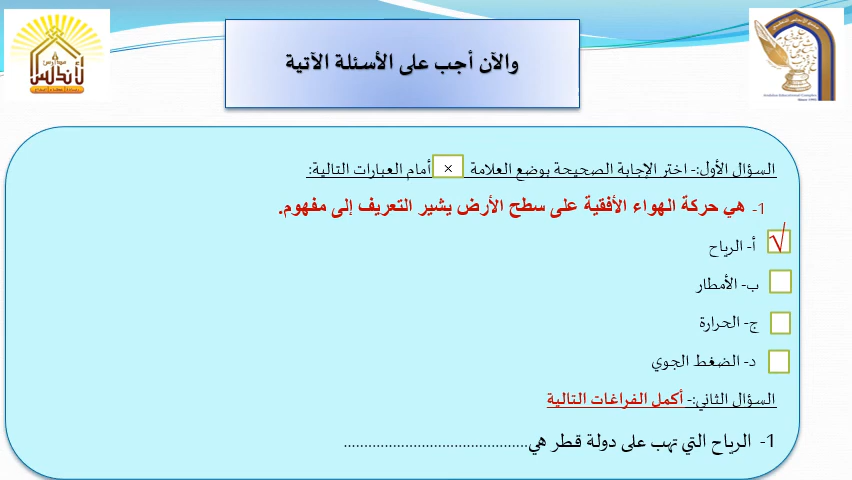 مدارس
الأندلس
والآن أجب على الأسئلة الآتية
السؤال الأول:- اختر الإجابة الصحيحة بوضع العلامة × أمام العبارات التالية:
1- هي حركة الهواء الأفقية على سطح الأرض يشير التعريف إلى مفهوم.
√ أ- الرياح
ب- الأمطار
ج- الحرارة
د- الضغط الجوي
السؤال الثاني:- أكمل الفراغات التالية
1- الرياح التي تهب على دولة قطر هي.............................................